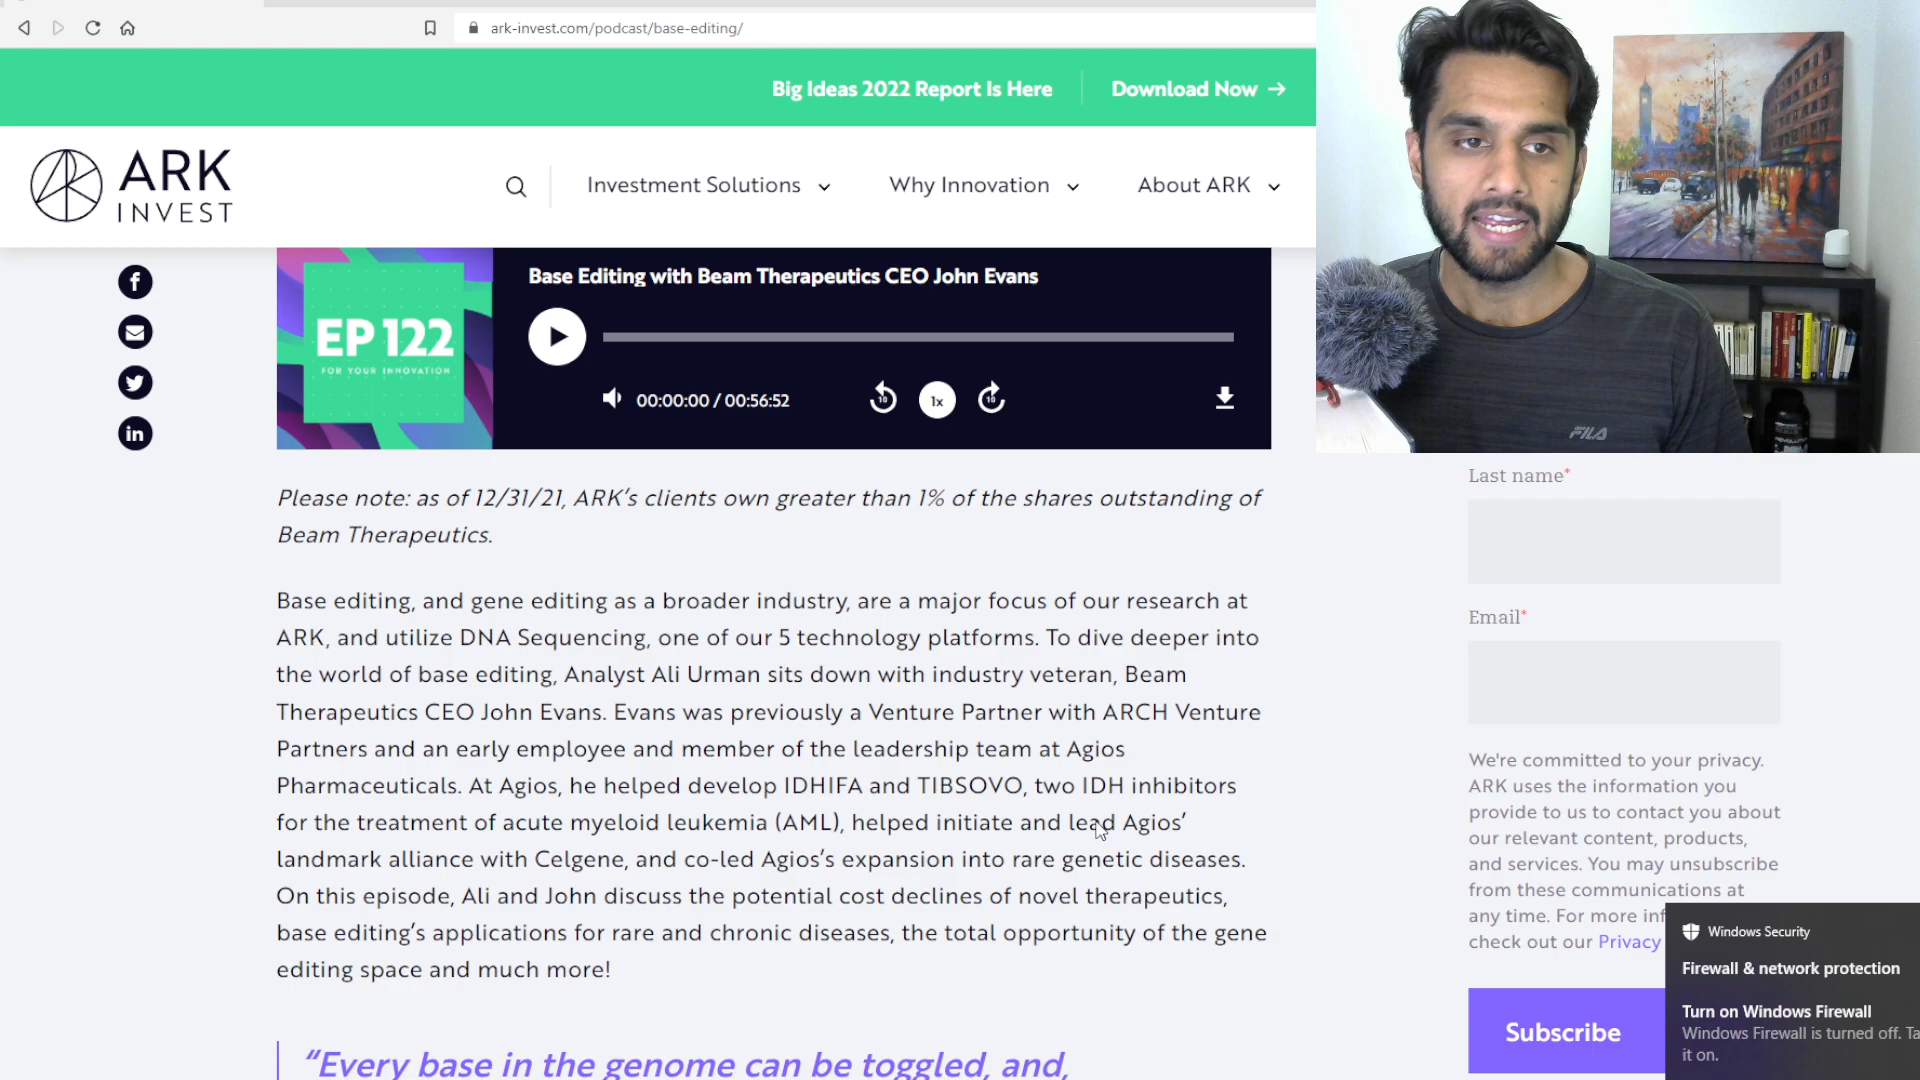 ark-invest.com/podcast/base-editing/
Big Ideas 2022 Report Is Here
Download Now →
ARK
INVEST
Investment Solutions
Why Innovation
About ARK
EP 122
FOR YOUR INNOVATION
Base Editing with Beam Therapeutics CEO John Evans
10
1x
10
00:00:00 / 00:56:52
Please note: as of 12/31/21, ARK’s clients own greater than 1% of the shares outstanding of
Beam Therapeutics.
Base editing, and gene editing as a broader industry, are a major focus of our research at
ARK, and utilize DNA Sequencing, one of our 5 technology platforms. To dive deeper into
the world of base editing, Analyst Ali Urman sits down with industry veteran, Beam
Therapeutics CEO John Evans. Evans was previously a Venture Partner with ARCH Venture
Partners and an early employee and member of the leadership team at Agios
Pharmaceuticals. At Agios, he helped develop IDHIFA and TIBSOVO, two IDH inhibitors
for the treatment of acute myeloid leukemia (AML), helped initiate and lead Agios’
landmark alliance with Celgene, and co-led Agios’s expansion into rare genetic diseases.
On this episode, Ali and John discuss the potential cost declines of novel therapeutics,
base editing’s applications for rare and chronic diseases, the total opportunity of the gene
editing space and much more!
“Every base in the genome can be toggled, and,
FILA
Last name*
Email*
We're committed to your privacy.
ARK uses the information you
provide to us to contact you about
our relevant content, products,
and services. You may unsubscribe
from these communications at
any time. For more inf
check out our Privacy
Subscribe
Windows Security
Firewall & network protection
Turn on Windows Firewall
Windows Firewall is turned off. Ta
it on.